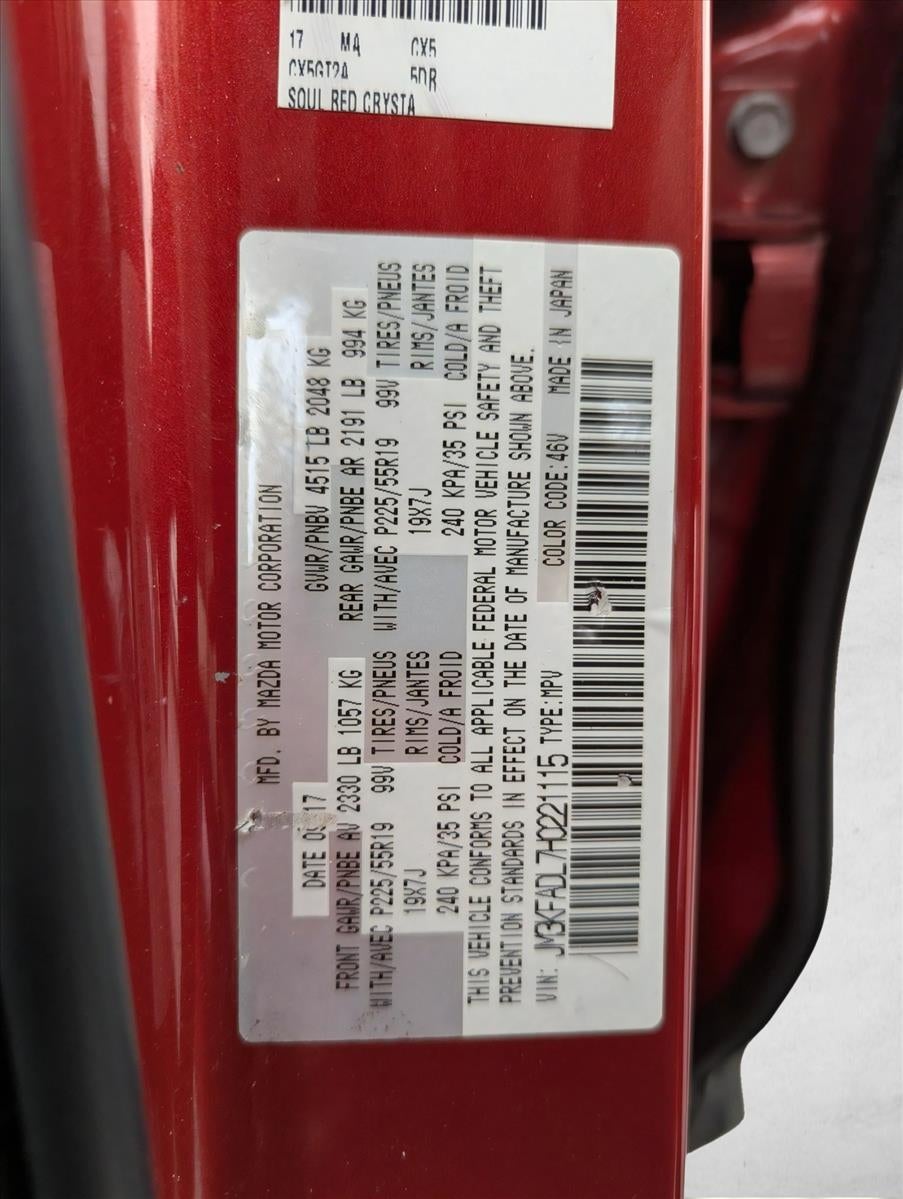 17 MA CX5
CX5GT2A 5DR
SOUL RED CRYSTA
MFD. BY MAZDA MOTOR CORPORATION
DATE 17 GVWR/PNBV 4515 LB 2048 KG
FRONT GAWR/PNBE AV 2330 LB 1057 KG REAR GAWR/PNBE AR 2191 LB 994 KG
WITH/AVEC P225/55R19 99V TIRES/PNEUS WITH/AVEC P225/55R19 99V TIRES/PNEUS
19X7J RIMS/JANTES 19X7J RIMS/JANTES
240 KPA/35 PSI COLD/A FROID 240 KPA/35 PSI COLD/A FROID
THIS VEHICLE CONFORMS TO ALL APPLICABLE FEDERAL MOTOR VEHICLE SAFETY AND THEFT
PREVENTION STANDARDS IN EFFECT ON THE DATE OF MANUFACTURE SHOWN ABOVE.
VIN: JM3KFADL7H0221115 TYPE:MPV COLOR CODE:46V MADE IN JAPAN